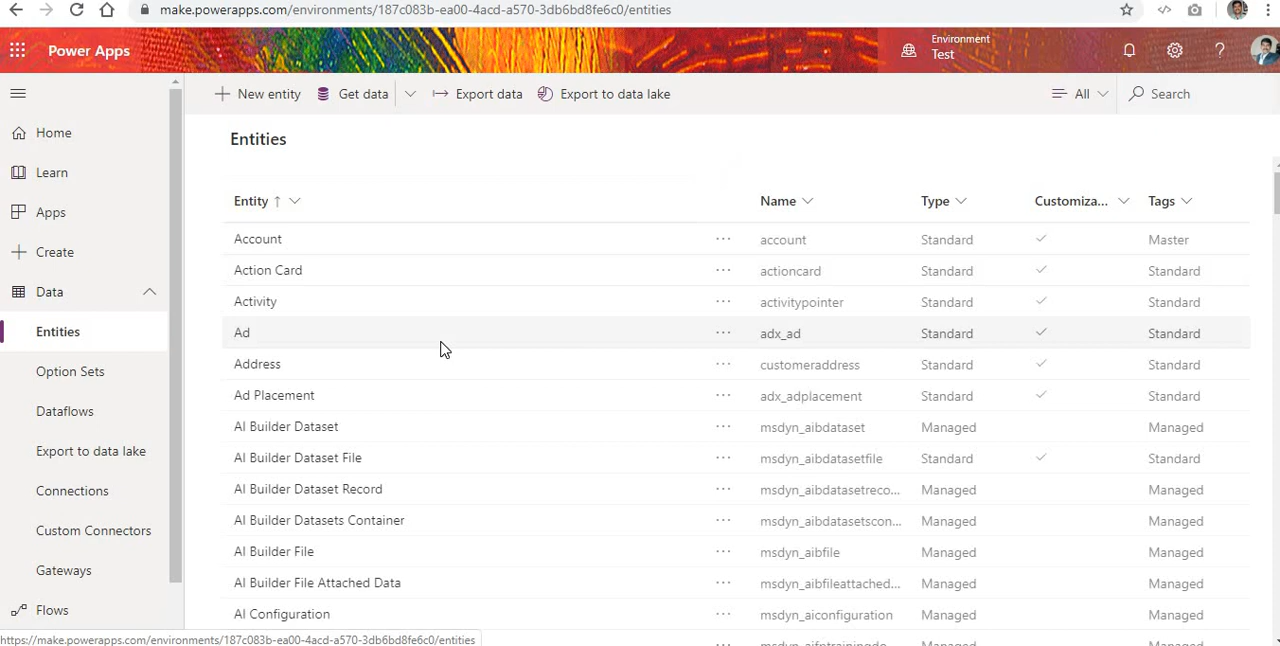 make.powerapps.com/environments/187c083b-ea00-4acd-a570-3db6bd8fe6c0/entities
Power Apps
Environment
Test
New entity
Get data
Export data
Export to data lake
All
Search
Home
Learn
Apps
Create
Data
Entities
Option Sets
Dataflows
Export to data lake
Connections
Custom Connectors
Gateways
Flows
Entities
Entity ↑ Name Type Customiza... Tags
Account ··· account Standard ✓ Master
Action Card ··· actioncard Standard ✓ Standard
Activity ··· activitypointer Standard ✓ Standard
Ad ··· adx_ad Standard ✓ Standard
Address ··· customeraddress Standard ✓ Standard
Ad Placement ··· adx_adplacement Standard ✓ Standard
AI Builder Dataset ··· msdyn_aibdataset Managed Managed
AI Builder Dataset File ··· msdyn_aibdatasetfile Standard ✓ Standard
AI Builder Dataset Record ··· msdyn_aibdatasetreco... Managed Managed
AI Builder Datasets Container ··· msdyn_aibdatasetscon... Managed Managed
AI Builder File ··· msdyn_aibfile Managed Managed
AI Builder File Attached Data ··· msdyn_aibfileattached... Managed Managed
AI Configuration ··· msdyn_aiconfiguration Managed Managed
https://make.powerapps.com/environments/187c083b-ea00-4acd-a570-3db6bd8fe6c0/entities